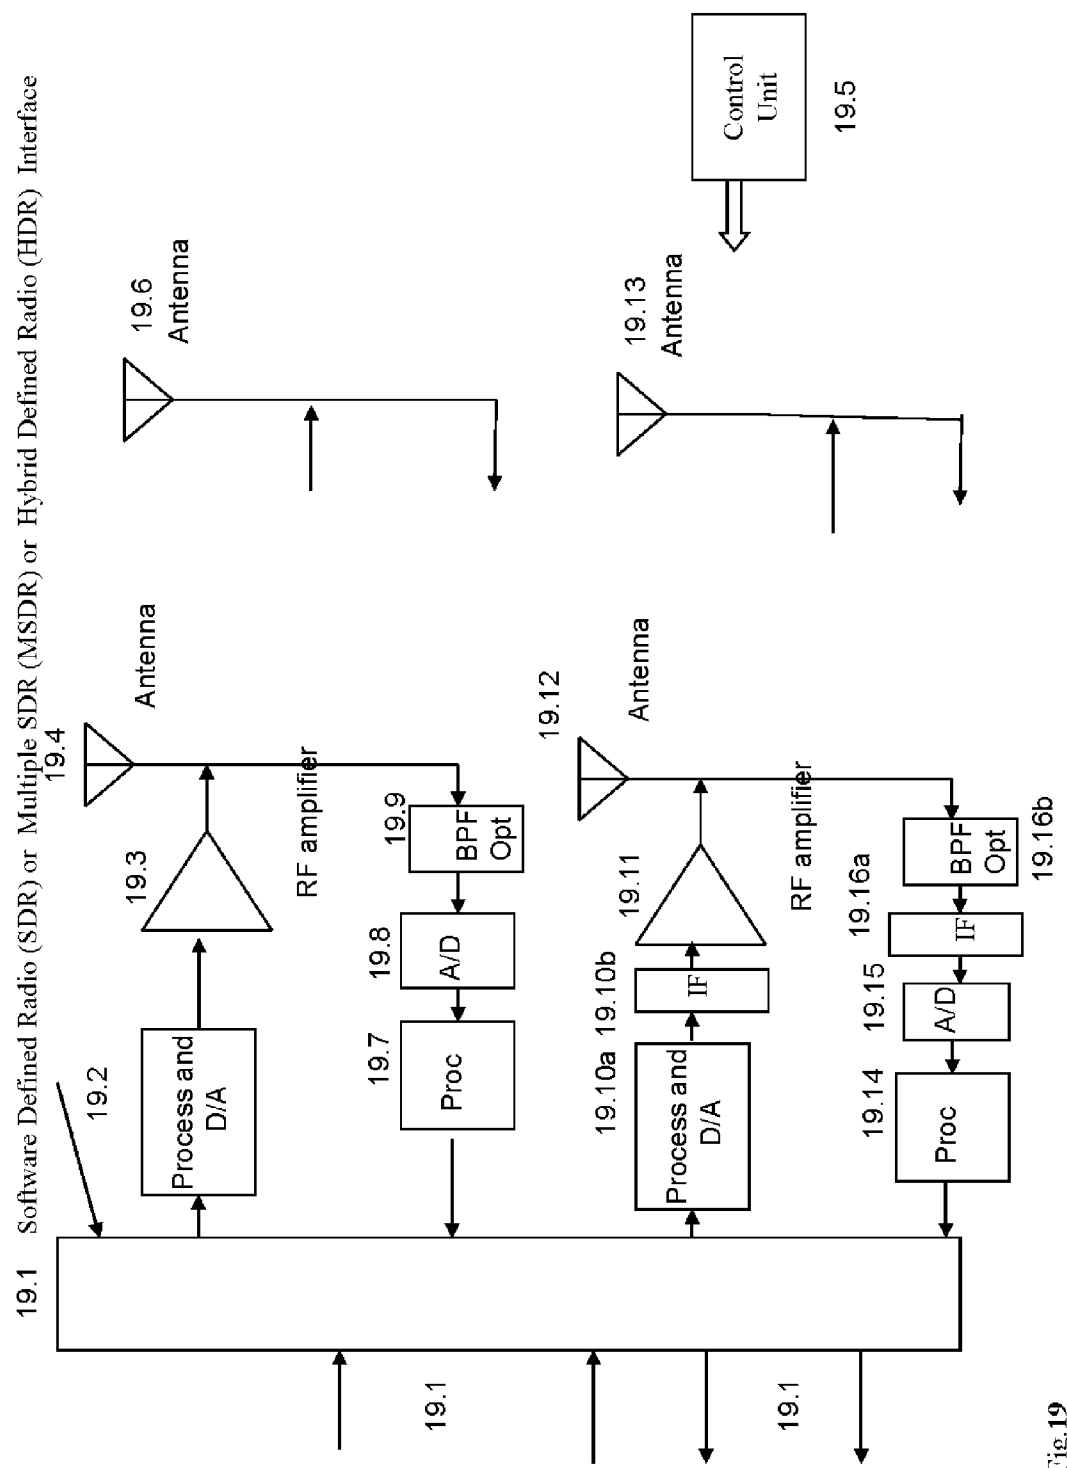 19.1 Software Defined Radio (SDR) or Multiple SDR (MSDR) or Hybrid Defined Radio (HDR) Interface
19.4
Antenna
19.6
Antenna
19.2
Process and
D/A
19.3
RF amplifier
19.7
Proc
19.8
A/D
19.9
BPF
Opt
Control
Unit
19.5
19.12
Antenna
19.13
Antenna
19.10a
Process and
D/A
19.10b
IF
19.11
RF amplifier
19.14
Proc
19.15
A/D
19.16a
IF
BPF
Opt
19.16b
19.1
19.1
Fig.19